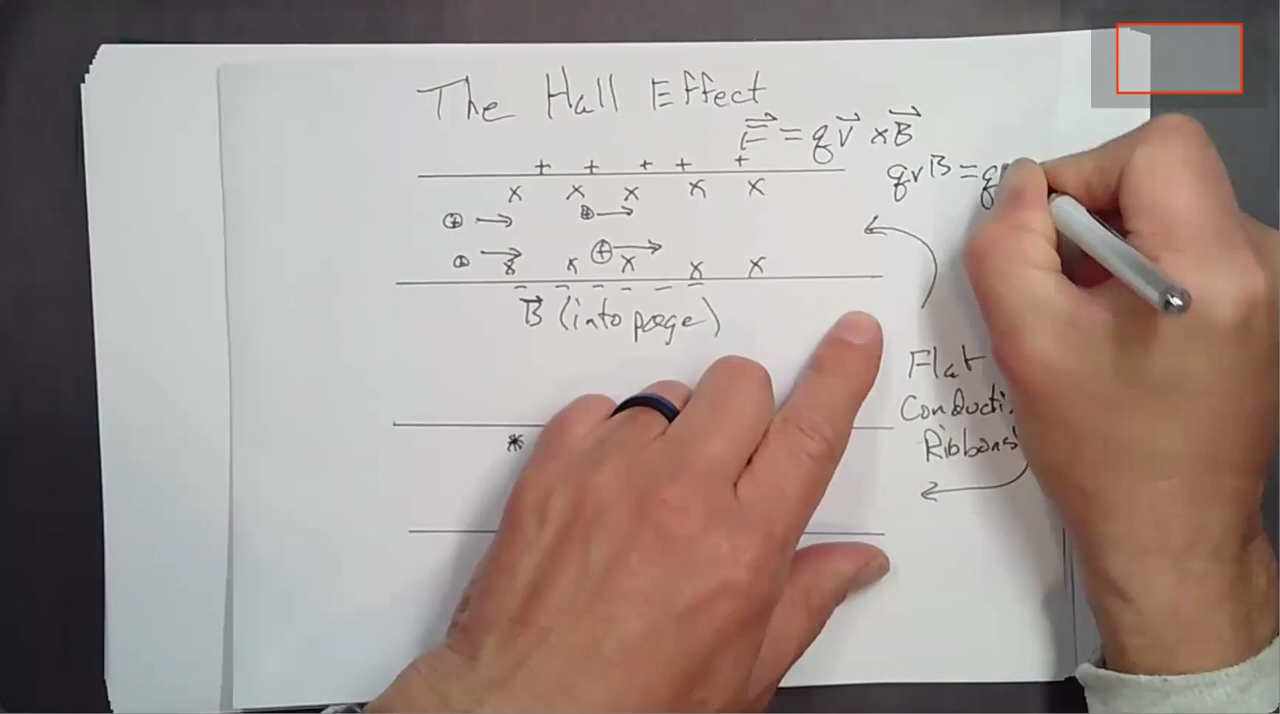 The Hall Effect
F⃗ = qv⃗ × B⃗
+ + + + +
qvB = q
x x x x x
⊕ → ⊕ →
⊕ →
x x x x x
- - - - - -
B⃗ (into page)
Flat
Conducti
Ribbons